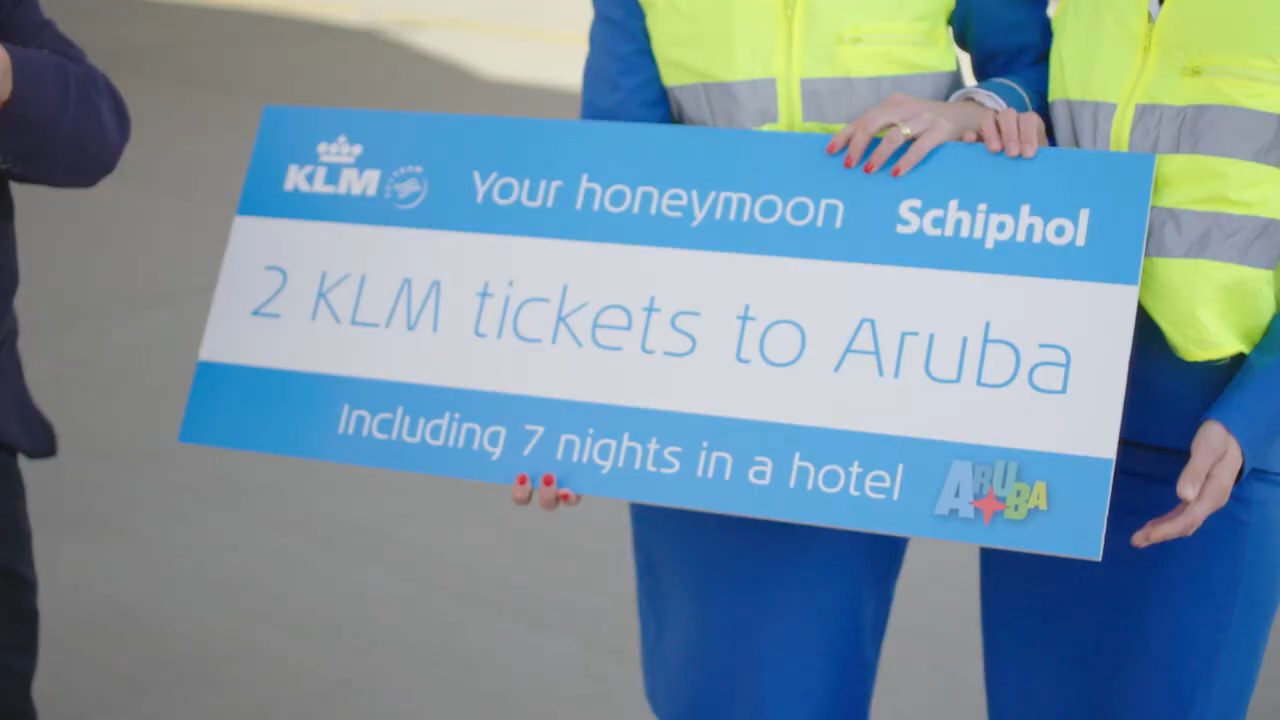 KLM
Your honeymoon
Schiphol
2 KLM tickets to Aruba
Including 7 nights in a hotel
ARUBA